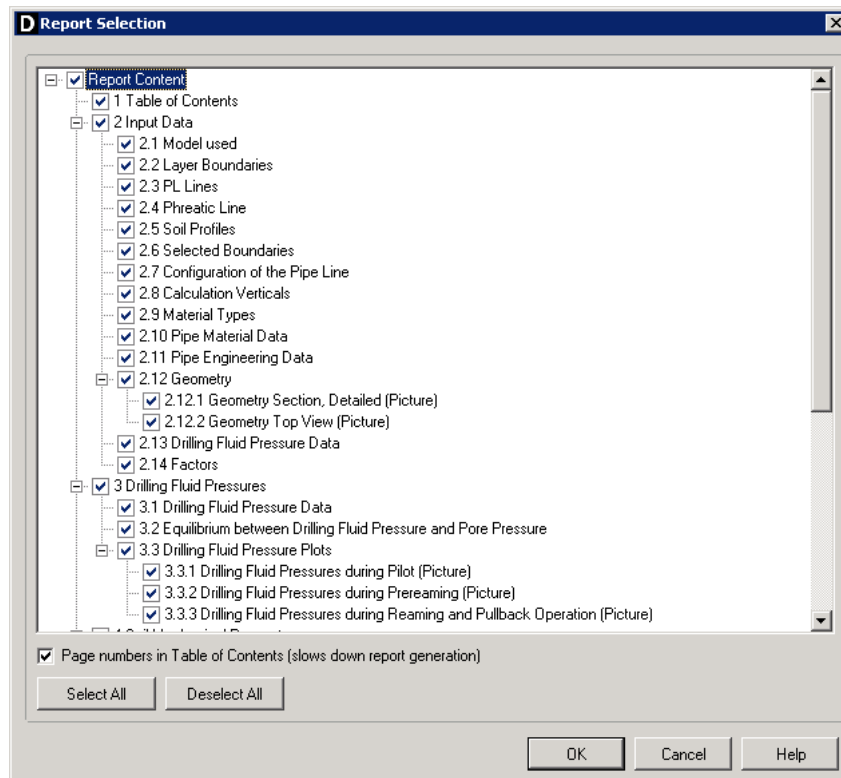 D Report Selection
Report Content
1 Table of Contents
2 Input Data
2.1 Model used
2.2 Layer Boundaries
2.3 PL Lines
2.4 Phreatic Line
2.5 Soil Profiles
2.6 Selected Boundaries
2.7 Configuration of the Pipe Line
2.8 Calculation Verticals
2.9 Material Types
2.10 Pipe Material Data
2.11 Pipe Engineering Data
2.12 Geometry
2.12.1 Geometry Section, Detailed (Picture)
2.12.2 Geometry Top View (Picture)
2.13 Drilling Fluid Pressure Data
2.14 Factors
3 Drilling Fluid Pressures
3.1 Drilling Fluid Pressure Data
3.2 Equilibrium between Drilling Fluid Pressure and Pore Pressure
3.3 Drilling Fluid Pressure Plots
3.3.1 Drilling Fluid Pressures during Pilot (Picture)
3.3.2 Drilling Fluid Pressures during Prereaming (Picture)
3.3.3 Drilling Fluid Pressures during Reaming and Pullback Operation (Picture)
Page numbers in Table of Contents (slows down report generation)
Select All Deselect All
OK Cancel Help